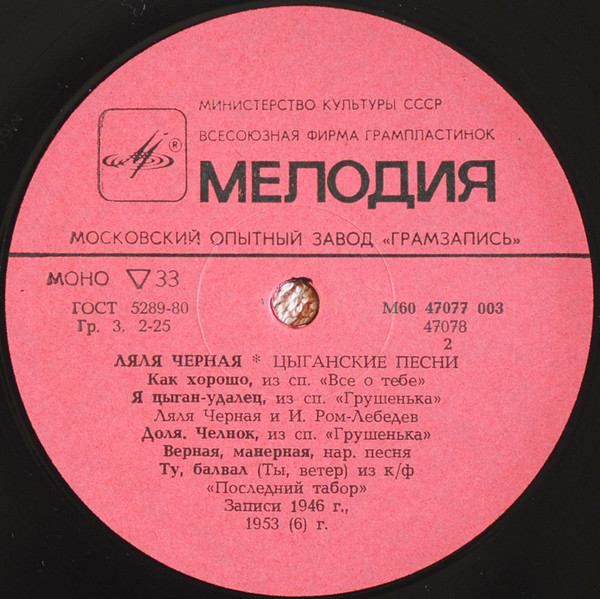 МИНИСТЕРСТВО КУЛЬТУРЫ СССР
ВСЕСОЮЗНАЯ ФИРМА ГРАМПЛАСТИНОК
®
МЕЛОДИЯ
МОСКОВСКИЙ ОПЫТНЫЙ ЗАВОД «ГРАМЗАПИСЬ»
МОНО ▽ 33
ГОСТ 5289-80
Гр. 3. 2-25
М60 47077 003
47078
2
ЛЯЛЯ ЧЕРНАЯ * ЦЫГАНСКИЕ ПЕСНИ
Как хорошо, из сп. «Все о тебе»
Я цыган-удалец, из сп. «Грушенька»
Ляля Черная и И. Ром-Лебедев
Доля. Челнок, из сп. «Грушенька»
Верная, манерная, нар. песня
Ту, балвал (Ты, ветер) из к/ф
«Последний табор»
Записи 1946 г.,
1953 (6) г.